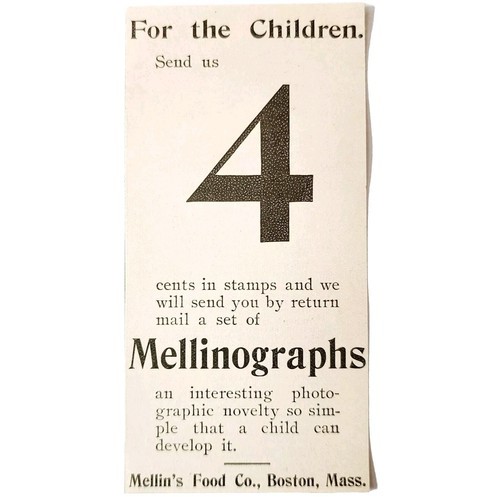 For the Children.
Send us
4
cents in stamps and we
will send you by return
mail a set of
Mellinographs
an interesting photo-
graphic novelty so sim-
ple that a child can
develop it.
Mellin's Food Co., Boston, Mass.